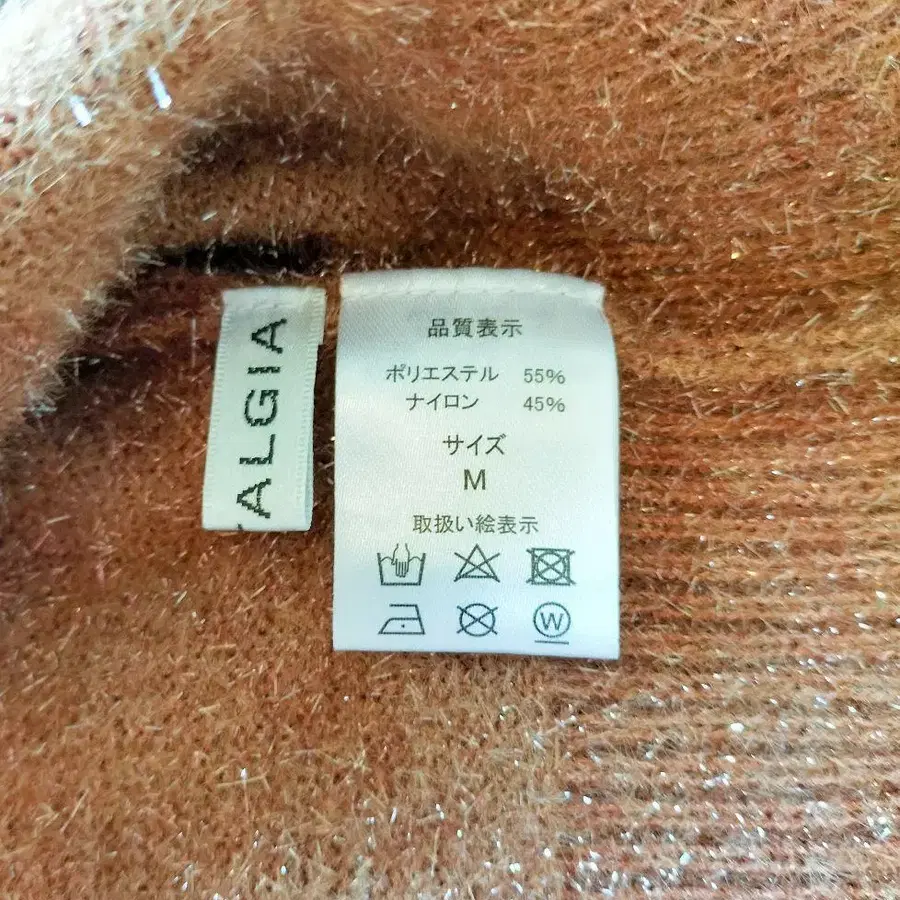 ALGIA
品質表示
ポリエステル 55%
ナイロン 45%
サイズ
M
取扱い絵表示
W